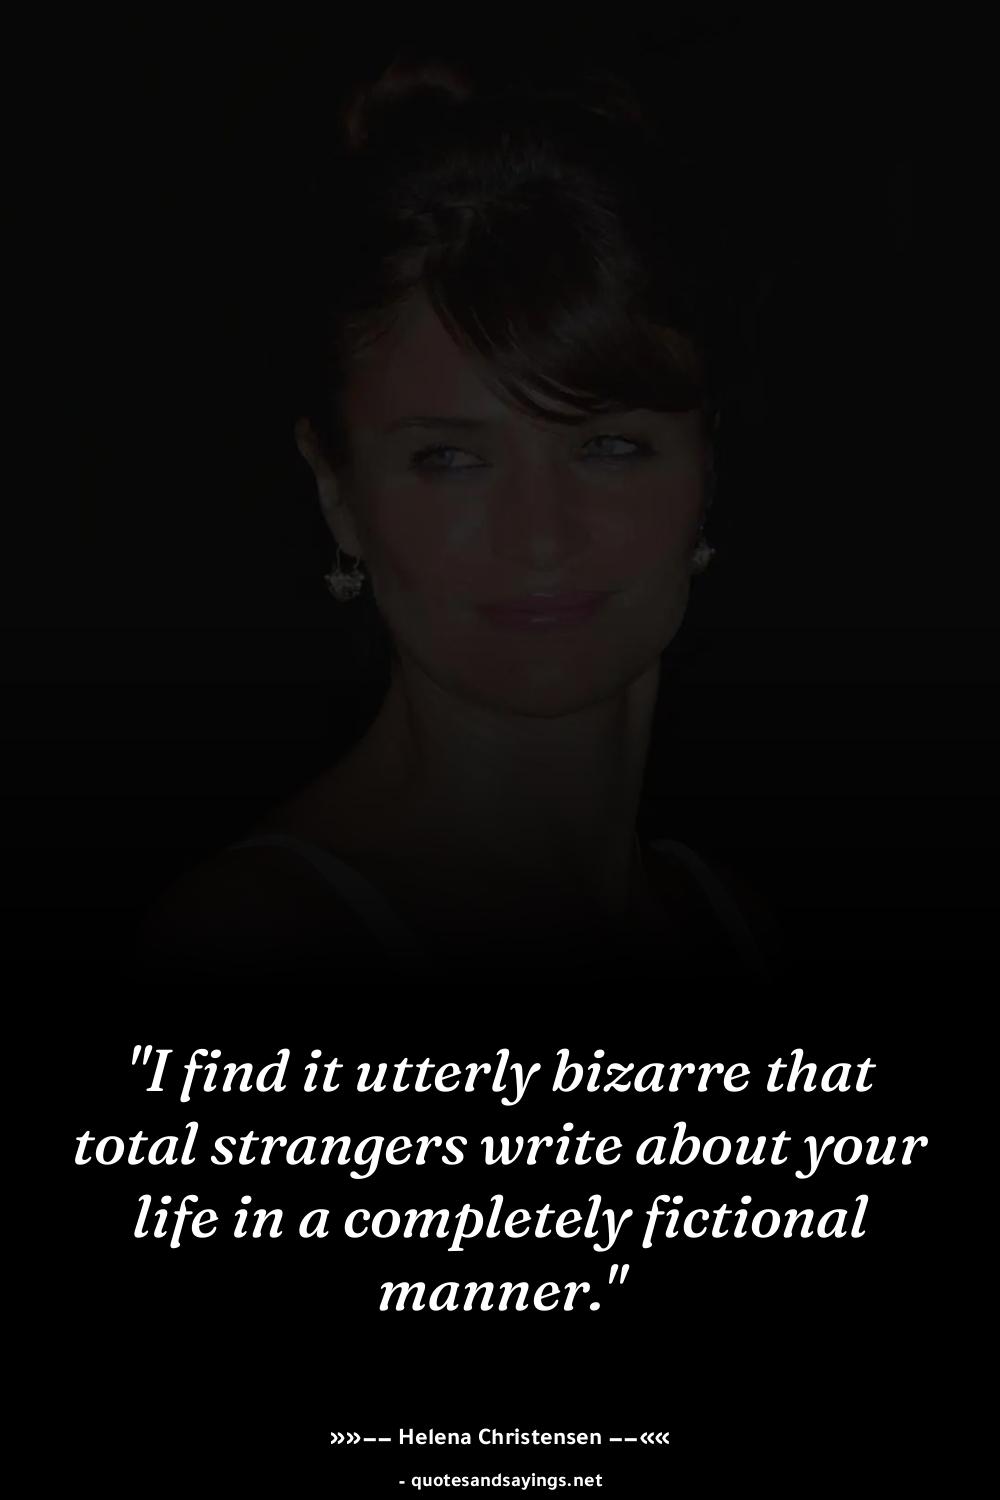 "I find it utterly bizarre that
total strangers write about your
life in a completely fictional
manner."
»»−− Helena Christensen −−««
- quotesandsayings.net